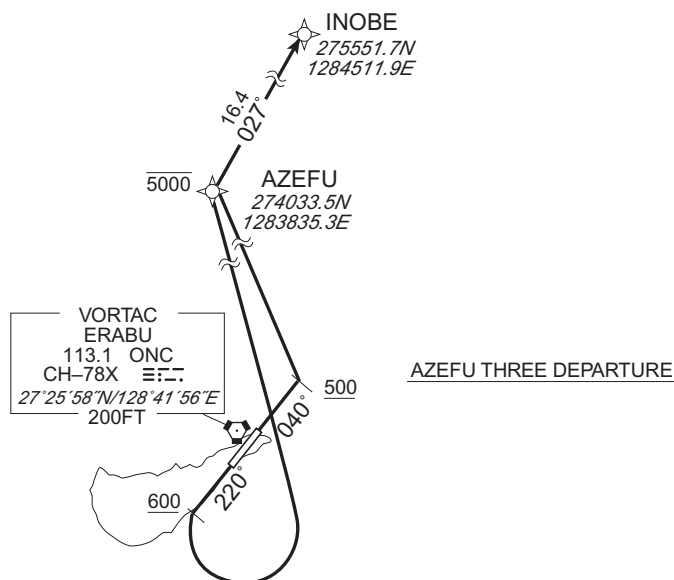 INOBE
275551.7N
1284511.9E
16.4
027°
5000
AZEFU
274033.5N
1283835.3E
VORTAC
ERABU
113.1 ONC
CH–78X
27°25´58˝N/128°41´56˝E
200FT
AZEFU THREE DEPARTURE
500
040°
220°
600